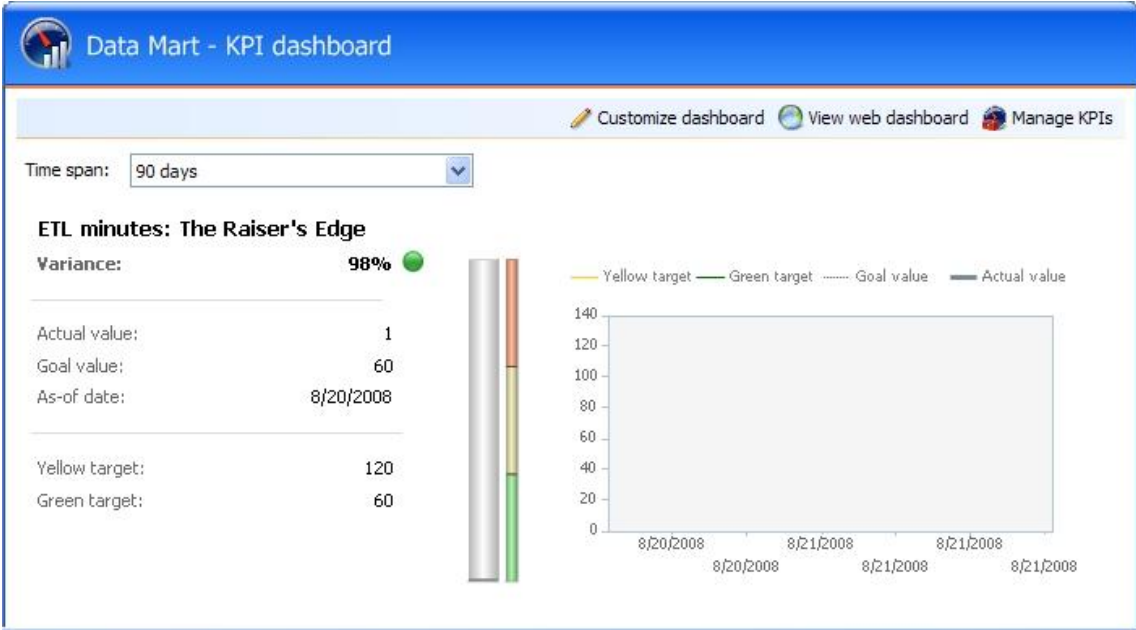 Data Mart - KPI dashboard
Customize dashboard View web dashboard Manage KPIs
Time span: 90 days
ETL minutes: The Raiser's Edge
Variance: 98%
Actual value: 1
Goal value: 60
As-of date: 8/20/2008
Yellow target: 120
Green target: 60
Yellow target Green target Goal value Actual value
140
120
100
80
60
40
20
0
8/20/2008 8/21/2008 8/21/2008
8/20/2008 8/21/2008 8/21/2008